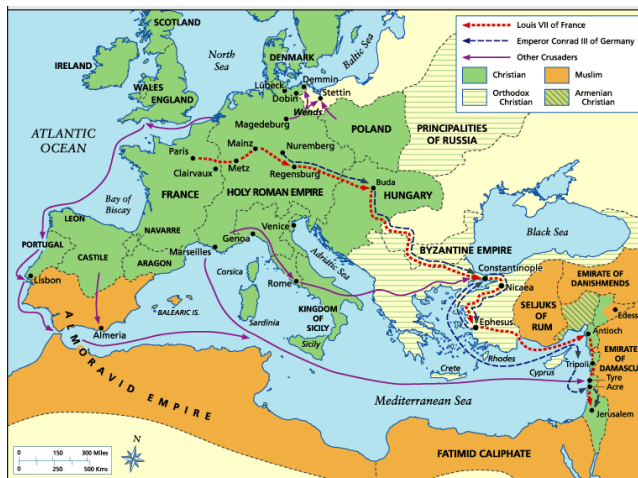 Louis VII of France
Emperor Conrad III of Germany
Other Crusaders
Christian
Muslim
Orthodox
Christian
Armenian
Christian
SCOTLAND
IRELAND
North
Sea
DENMARK
Baltic Sea
WALES
ENGLAND
Lübeck
Demmin
Dobin
Stettin
Wends
Magedeburg
ATLANTIC
OCEAN
POLAND
PRINCIPALITIES
OF RUSSIA
Paris
Mainz
Nuremberg
Clairvaux
Metz
Regensburg
FRANCE
HOLY ROMAN EMPIRE
Buda
HUNGARY
Bay of
Biscay
LEON
NAVARRE
Venice
Genoa
Marseilles
Adriatic Sea
BYZANTINE EMPIRE
Black Sea
PORTUGAL
CASTILE
ARAGON
Corsica
Rome
Constantinople
Nicaea
EMIRATE OF
DANISHMENDS
Lisbon
BALEARIC IS.
Sardinia
KINGDOM
OF SICILY
Sicily
SELJUKS
OF RUM
Edess
Almeria
Ephesus
Antioch
ALMORAVID EMPIRE
Crete
Rhodes
Cyprus
Tripoli
EMIRATE
OF DAMASCU
Tyre
Acre
Mediterranean Sea
Jerusalem
FATIMID CALIPHATE
0 150 300 Miles
0 250 500 Kms
N